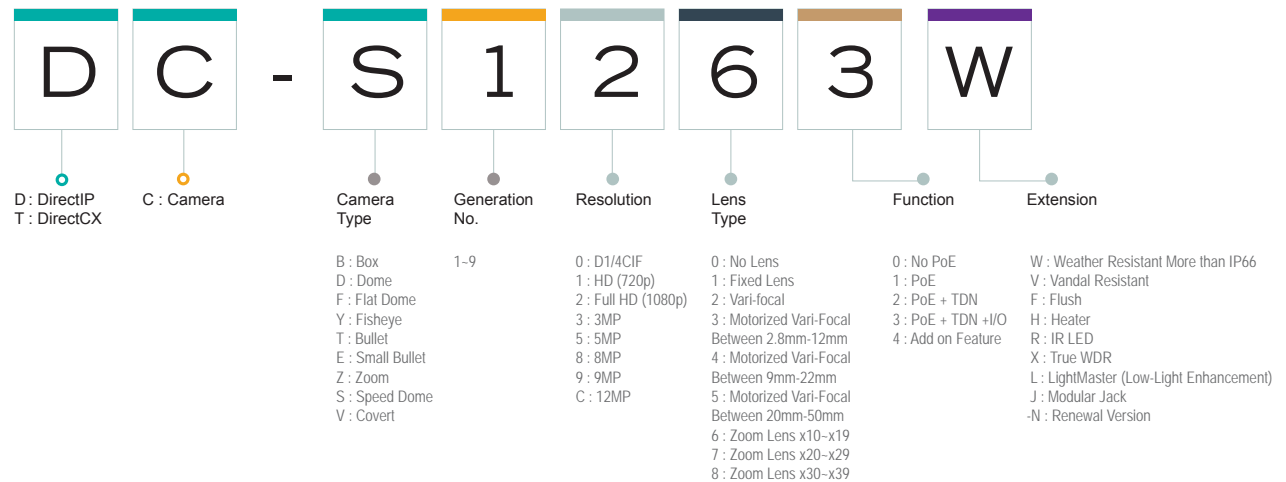 DC-S1263W
D : DirectIP
T : DirectCX
C : Camera
Camera
Type
B : Box
D : Dome
F : Flat Dome
Y : Fisheye
T : Bullet
E : Small Bullet
Z : Zoom
S : Speed Dome
V : Covert
Generation
No.
1~9
Resolution
0 : D1/4CIF
1 : HD (720p)
2 : Full HD (1080p)
3 : 3MP
5 : 5MP
8 : 8MP
9 : 9MP
C : 12MP
Lens
Type
0 : No Lens
1 : Fixed Lens
2 : Vari-focal
3 : Motorized Vari-Focal
Between 2.8mm-12mm
4 : Motorized Vari-Focal
Between 9mm-22mm
5 : Motorized Vari-Focal
Between 20mm-50mm
6 : Zoom Lens x10~x19
7 : Zoom Lens x20~x29
8 : Zoom Lens x30~x39
Function
0 : No PoE
1 : PoE
2 : PoE + TDN
3 : PoE + TDN +I/O
4 : Add on Feature
Extension
W : Weather Resistant More than IP66
V : Vandal Resistant
F : Flush
H : Heater
R : IR LED
X : True WDR
L : LightMaster (Low-Light Enhancement)
J : Modular Jack
-N : Renewal Version